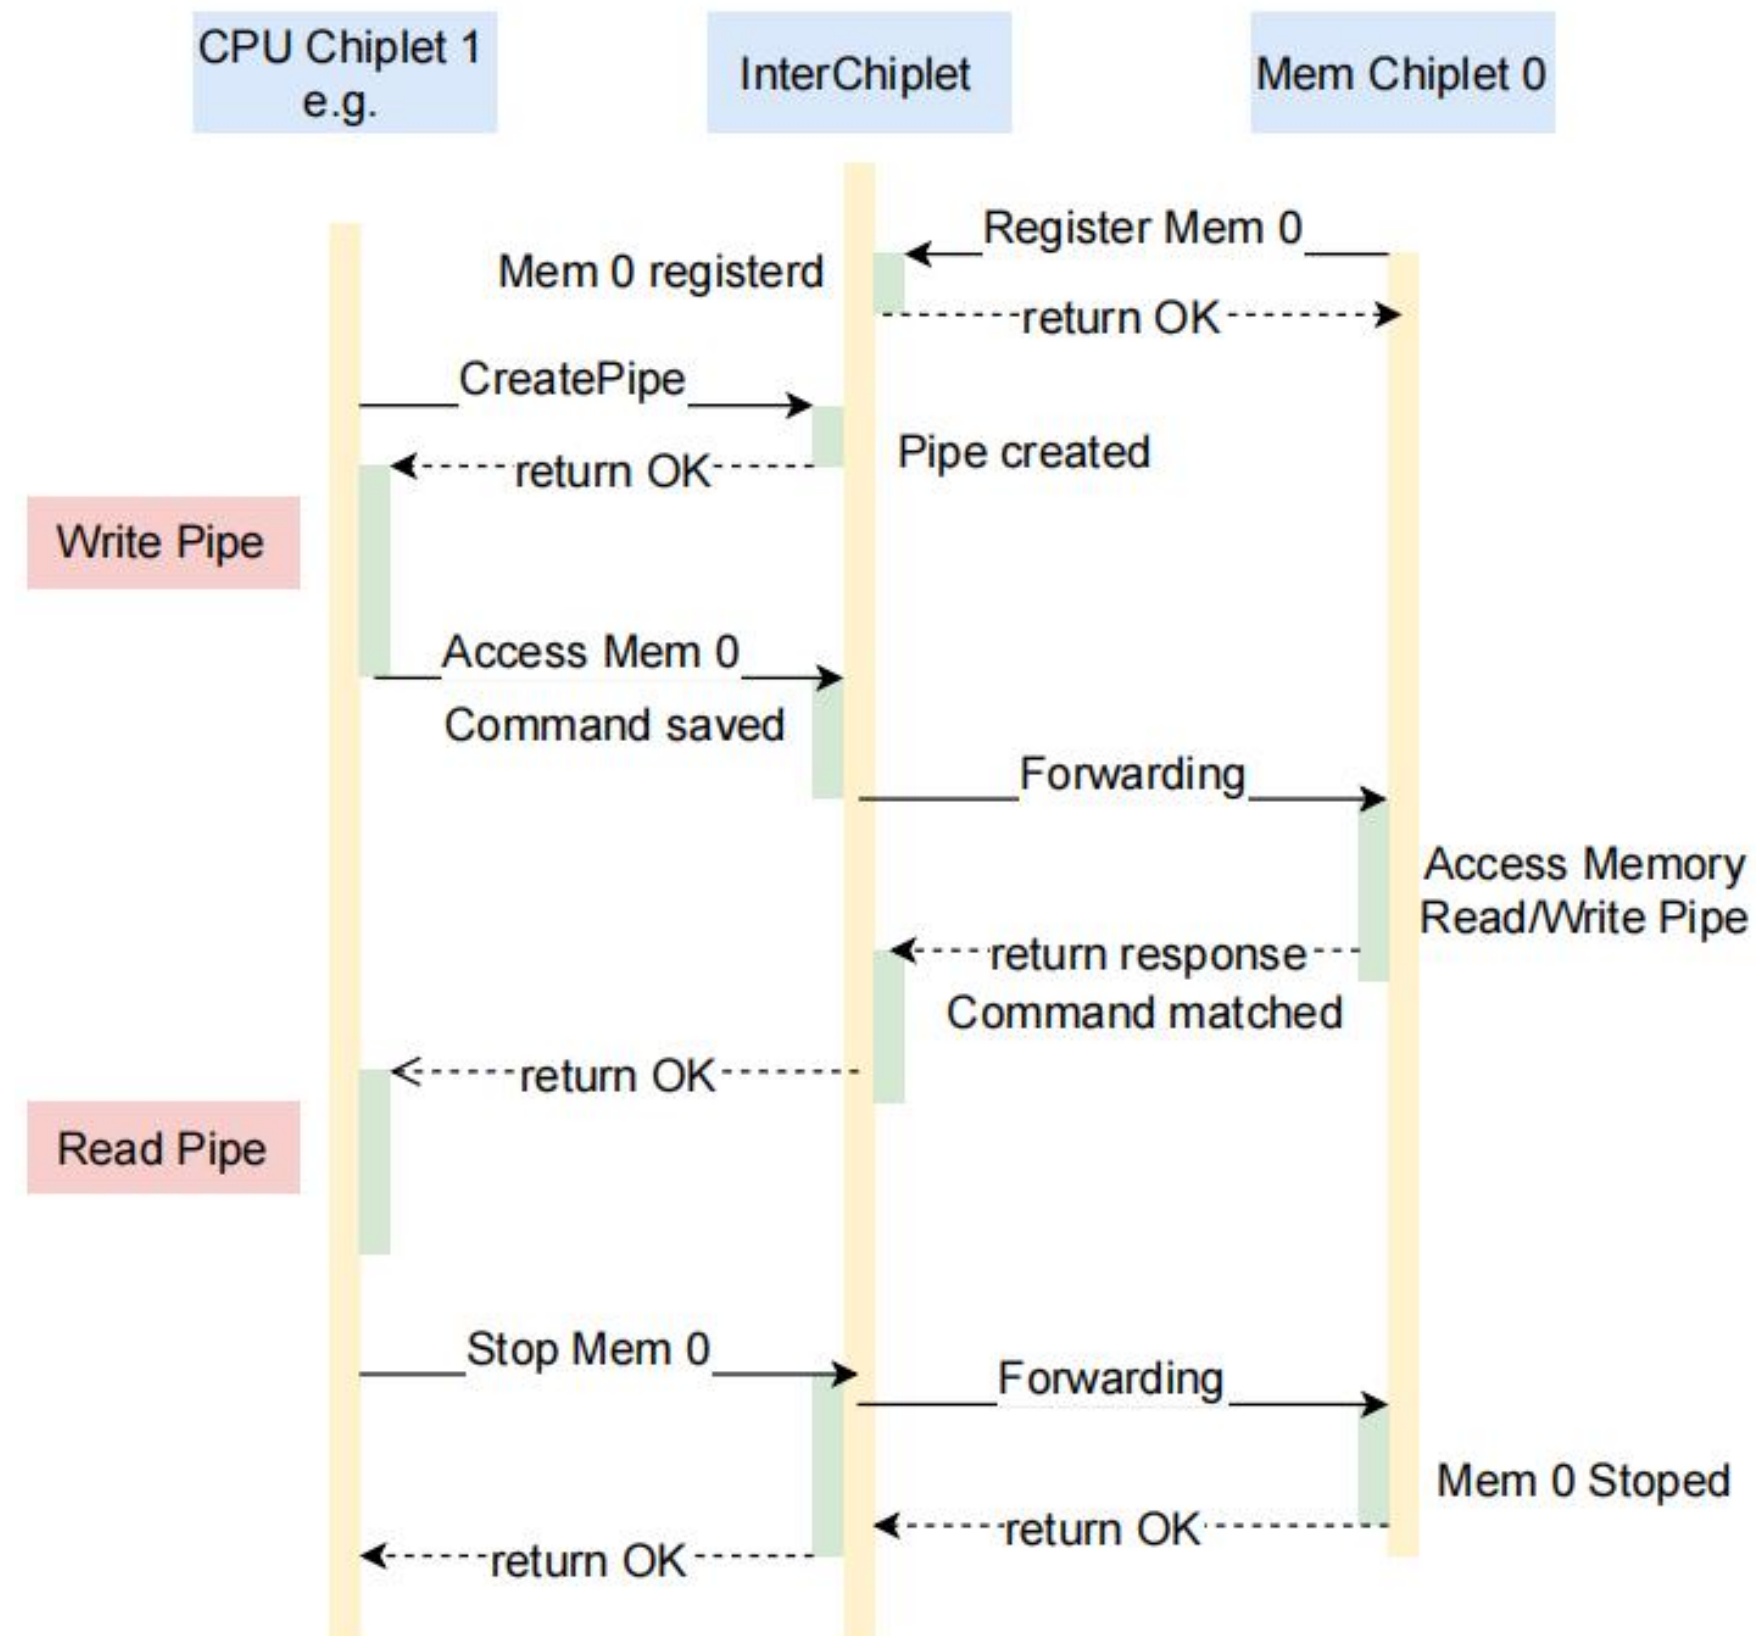 CPU Chiplet 1
e.g.
InterChiplet
Mem Chiplet 0
Register Mem 0
Mem 0 registerd
return OK
CreatePipe
Pipe created
return OK
Write Pipe
Access Mem 0
Command saved
Forwarding
Access Memory
Read/Write Pipe
return response
Command matched
return OK
Read Pipe
Stop Mem 0
Forwarding
Mem 0 Stoped
return OK
return OK